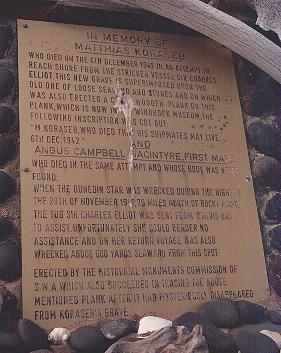 IN MEMORY OF
MATTHIAS KORASEB
WHO DIED ON THE 6TH DECEMBER 1942 IN AN ATTEMPT TO
REACH SHORE FROM THE STRICKEN VESSEL SIR CHARLES
ELLIOT THIS NEW GRAVE IS SUPERIMPOSED UPON THE
OLD ONE OF LOOSE SAND AND STONES AND ON WHICH
WAS ALSO ERECTED A WOODEN PLANK, ON THIS
PLANK, WHICH IS NOW IN WINDHOEK MUSEUM, THE
FOLLOWING INSCRIPTION IS CUT OUT
"M. KORASEB, WHO DIED THAT HIS SHIPMATES MAY LIVE,
6TH DEC. 1942"
AND
ANGUS CAMPBELL MACINTYRE, FIRST MATE
WHO DIED IN THE SAME ATTEMPT AND WHOSE BODY WAS NEVER
FOUND.
WHEN THE DUNEDIN STAR WAS WRECKED DURING THE NIGHT OF
THE 29TH OF NOVEMBER 1942, MILES NORTH OF ROCKY POINT,
THE TUG SIR CHARLES ELLIOT WAS SENT FROM WALVIS BAY
TO ASSIST. UNFORTUNATELY SHE COULD RENDER NO
ASSISTANCE AND ON HER RETURN VOYAGE WAS ALSO
WRECKED ABOUT 600 YARDS SEAWARD FROM THIS SPOT.
ERECTED BY THE HISTORICAL MONUMENTS COMMISSION OF
S.W.A. WHICH ALSO SUCCEEDED IN TRACING THE ABOVE
MENTIONED PLANK AFTER IT HAD MYSTERIOUSLY DISAPPEARED
FROM KORASEB'S GRAVE.